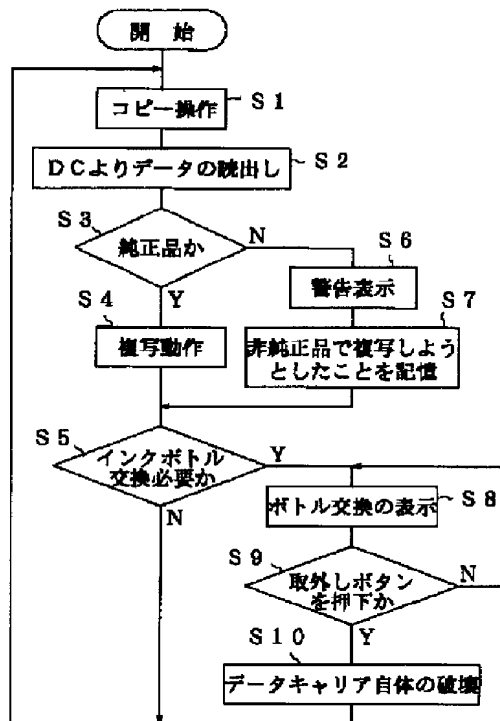 開 始
コピー操作
S1
DCよりデータの読出し
S2
S3
純正品か
N
Y
S4
複写動作
S6
警告表示
S7
非純正品で複写しよう
としたことを記憶
S5
インクボトル
交換必要か
Y
N
ボトル交換の表示
S8
S9
取外しボタン
を押下か
N
Y
S10
データキャリア自体の破壊